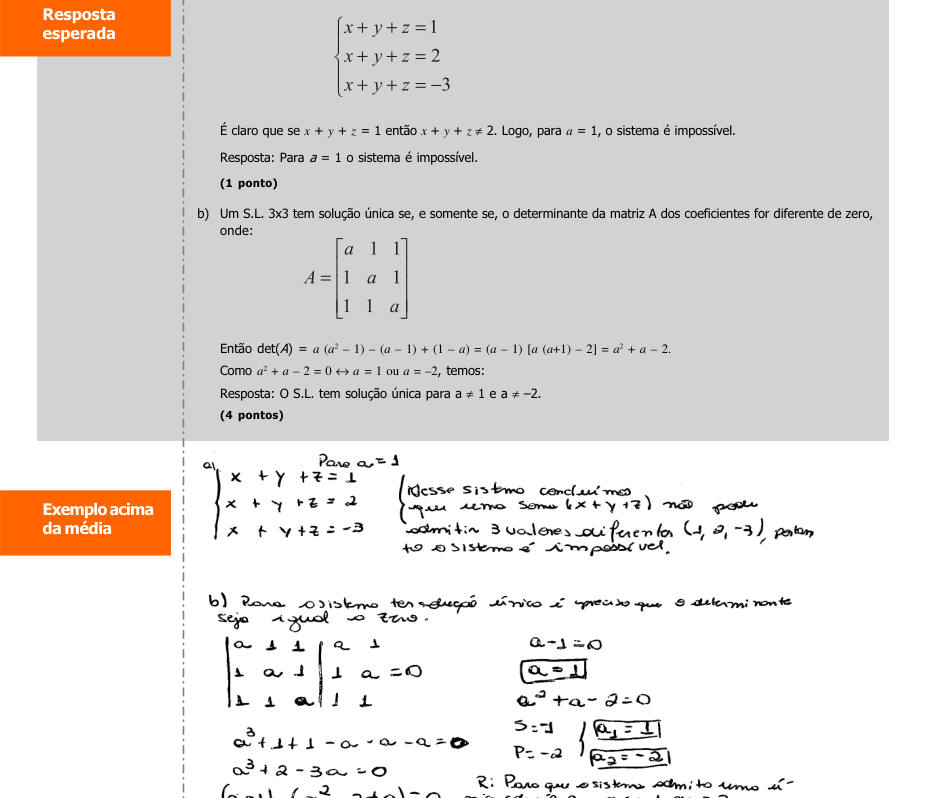 Resposta
esperada
x + y + z = 1
x + y + z = 2
x + y + z = −3
É claro que se x + y + z = 1 então x + y + z ≠ 2. Logo, para a = 1, o sistema é impossível.
Resposta: Para a = 1 o sistema é impossível.
(1 ponto)
b) Um S.L. 3x3 tem solução única se, e somente se, o determinante da matriz A dos coeficientes for diferente de zero,
onde:
a 1 1
A = 1 a 1
1 1 a
Então det(A) = a (a² – 1) – (a – 1) + (1 – a) = (a – 1) [a (a+1) – 2] = a² + a – 2.
Como a² + a – 2 = 0 ↔ a = 1 ou a = –2, temos:
Resposta: O S.L. tem solução única para a ≠ 1 e a ≠ –2.
(4 pontos)
Exemplo acima
da média
a) Para a = 1
x + y + z = 1
x + y + z = 2
x + y + z = -3
Nesse sistema concluímos
que uma soma (x + y + z) não pode
admitir 3 valores diferentes (1, 2, -3), portan
to o sistema é impossível.
b) Para o sistema ter solução único é preciso que o determinante
seja igual a zero.
a 1 1 a 1
1 a 1 1 a = 0
1 1 a 1 1
a³ + 1 + 1 - a - a - a = 0
a³ + 2 - 3a = 0
a - 1 = 0
a = 1
a² + a - 2 = 0
S = -1
P = -2
a₁ = 1
a₂ = -2
R: Para que o sistema admita uma ú-